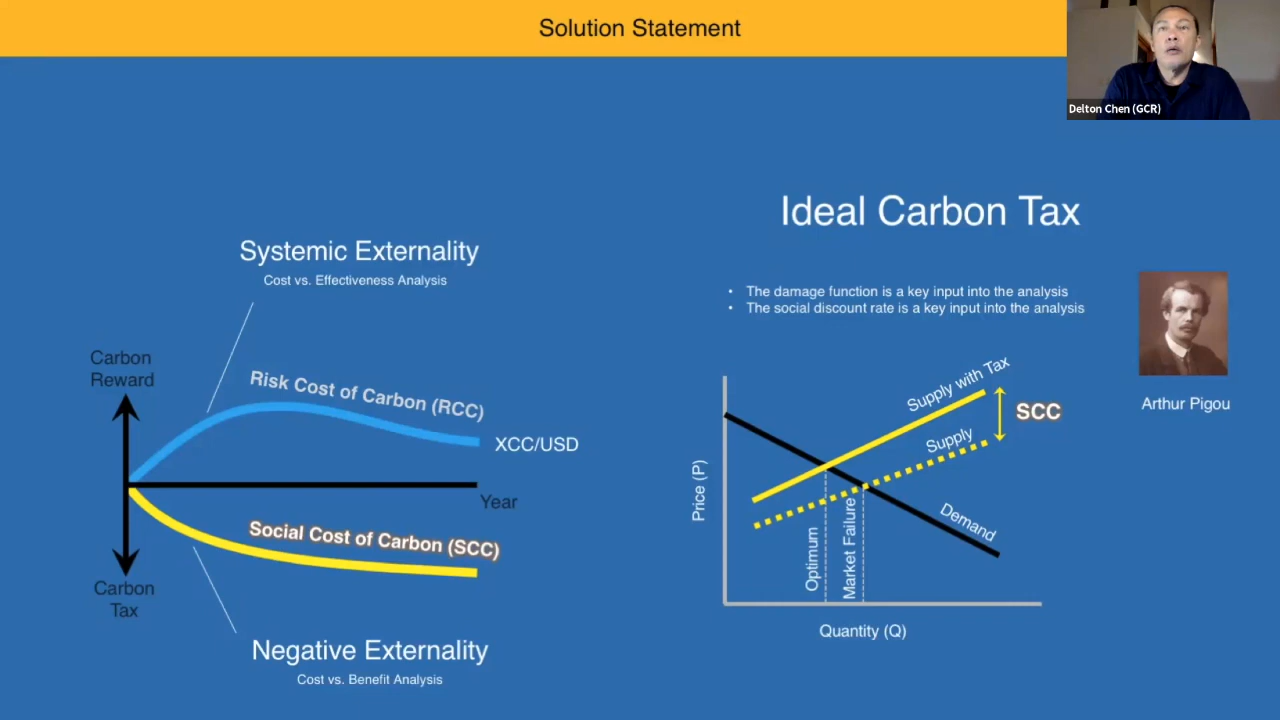 Solution Statement
Delton Chen (GCR)
Systemic Externality
Cost vs. Effectiveness Analysis
Carbon
Reward
Risk Cost of Carbon (RCC)
XCC/USD
Year
Social Cost of Carbon (SCC)
Carbon
Tax
Negative Externality
Cost vs. Benefit Analysis
Ideal Carbon Tax
• The damage function is a key input into the analysis
• The social discount rate is a key input into the analysis
Arthur Pigou
Supply with Tax
SCC
Supply
Price (P)
Demand
Optimum
Market Failure
Quantity (Q)